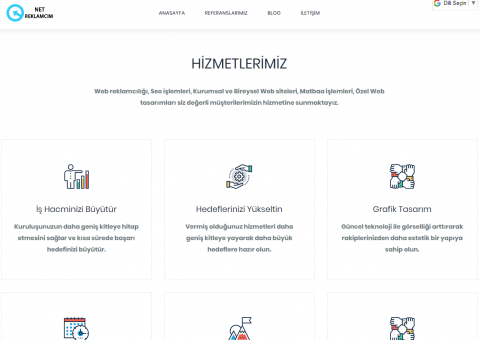 NET
REKLAMCIM
ANASAYFA REFERANSLARIMIZ BLOG İLETİŞİM
Dili Seçin ▼
HİZMETLERİMİZ
Web reklamcılığı, Seo işlemleri, Kurumsal ve Bireysel Web siteleri, Matbaa işlemleri, Özel Web
tasarımları siz değerli müşterilerimizin hizmetine sunmaktayız.
İş Hacminizi Büyütür
Kuruluşunuzun daha geniş kitleye hitap
etmesini sağlar ve kısa sürede başarı
hedefinizi büyütür.
Hedeflerinizi Yükseltin
Vermiş olduğunuz hizmetleri daha
geniş kitleye yayarak daha büyük
hedeflere hazır olun.
Grafik Tasarım
Güncel teknoloji ile görselliği arttırarak
rakiplerinizden daha estetik bir yapıya
sahip olun.